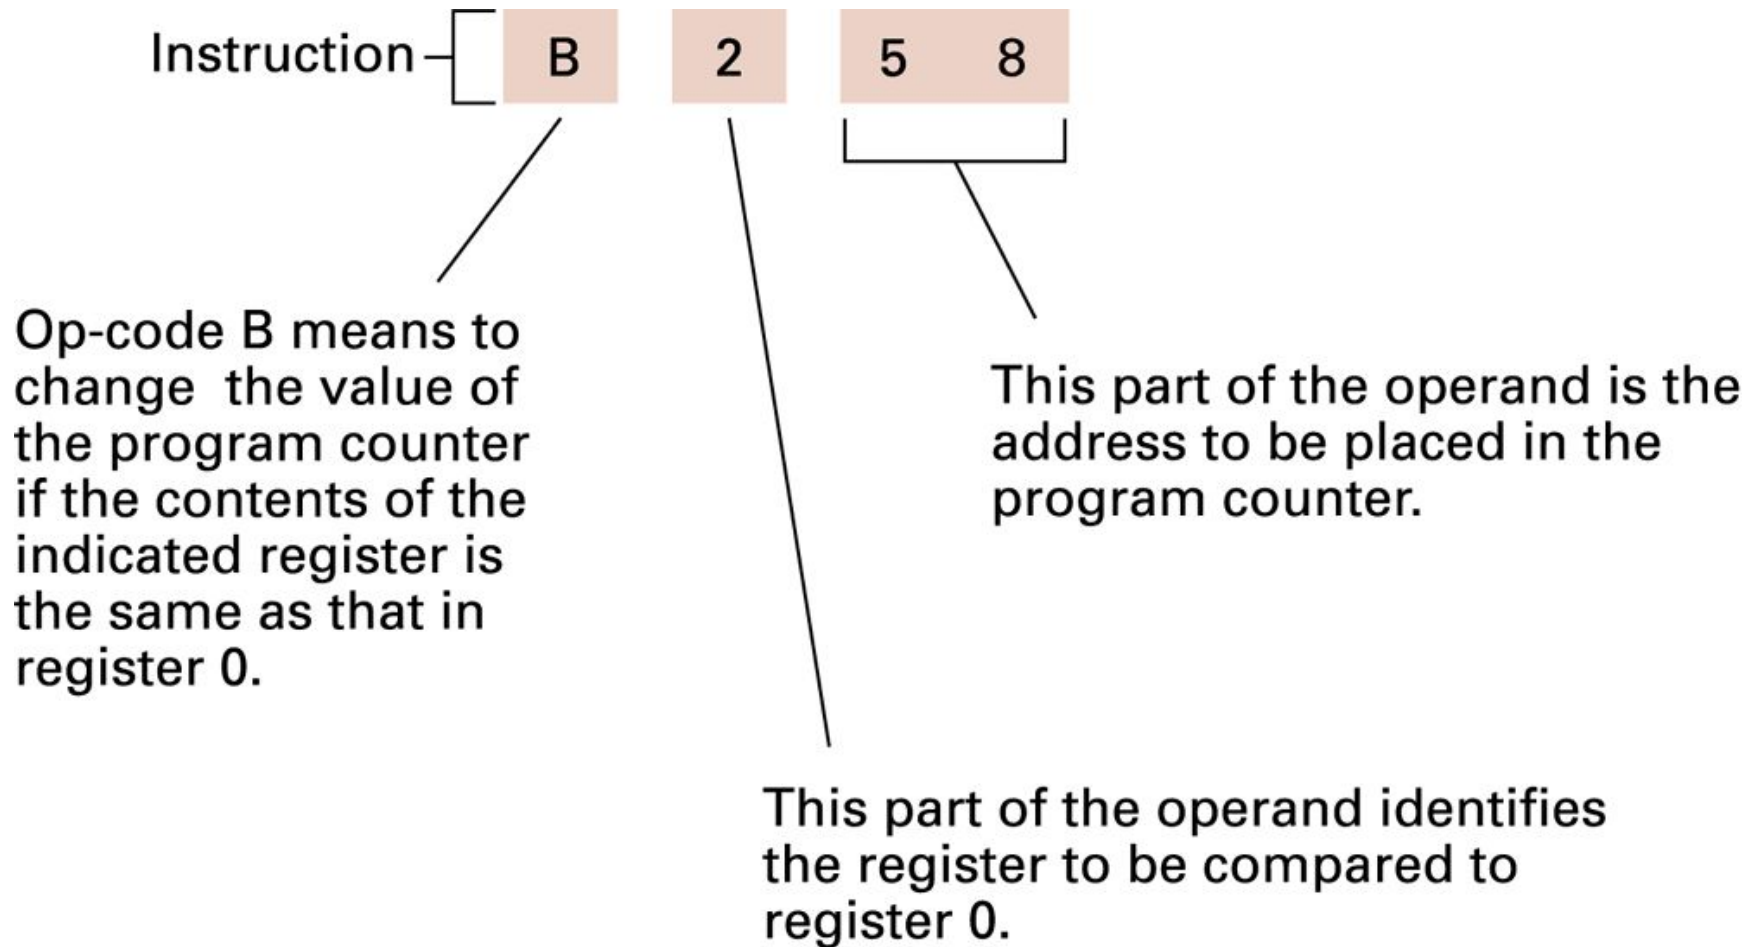 Instruction B 2 5 8
Op-code B means to
change the value of
the program counter
if the contents of the
indicated register is
the same as that in
register 0.
This part of the operand is the
address to be placed in the
program counter.
This part of the operand identifies
the register to be compared to
register 0.